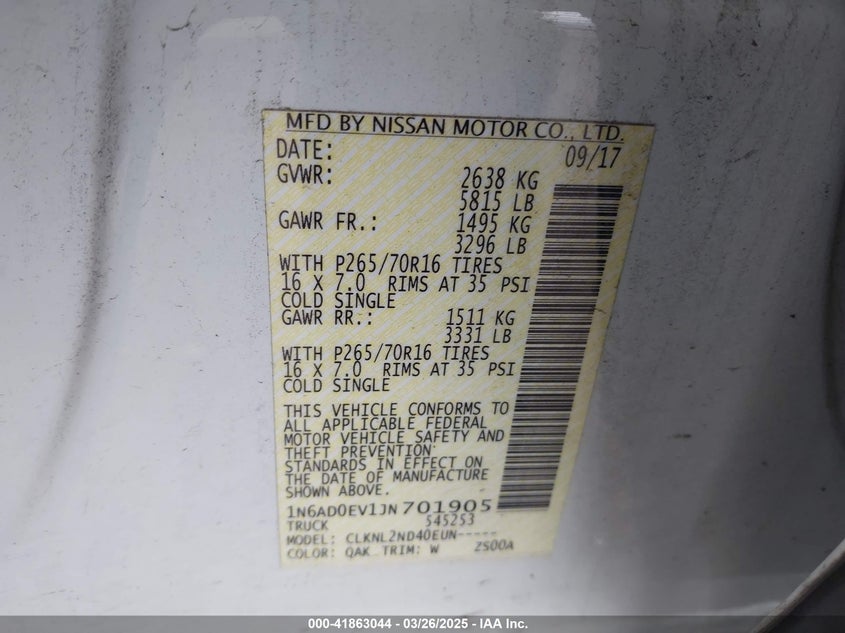 MFD BY NISSAN MOTOR CO., LTD.
DATE: 09/17
GVWR: 2638 KG
5815 LB
GAWR FR.: 1495 KG
3296 LB
WITH P265/70R16 TIRES
16 X 7.0 RIMS AT 35 PSI
COLD SINGLE
GAWR RR.: 1511 KG
3331 LB
WITH P265/70R16 TIRES
16 X 7.0 RIMS AT 35 PSI
COLD SINGLE
THIS VEHICLE CONFORMS TO
ALL APPLICABLE FEDERAL
MOTOR VEHICLE SAFETY AND
THEFT PREVENTION
STANDARDS IN EFFECT ON
THE DATE OF MANUFACTURE
SHOWN ABOVE.
1N6AD0EV1JN701905
TRUCK 545253
MODEL: CLKNL2ND40EUN-----
COLOR: QAK TRIM: W ZS00A
000-41863044 / 03/26/2025 - IAA Inc.